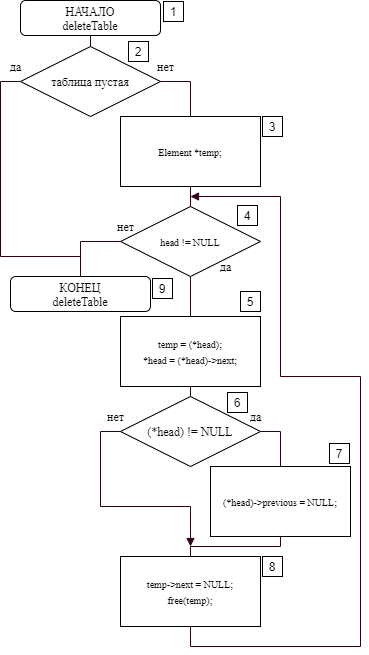 НАЧАЛО
deleteTable
1
2
да
нет
таблица пустая
3
Element *temp;
4
нет
head != NULL
да
КОНЕЦ
deleteTable
9
5
temp = (*head);
*head = (*head)->next;
6
нет
да
(*head) != NULL
7
(*head)->previous = NULL;
8
temp->next = NULL;
free(temp);